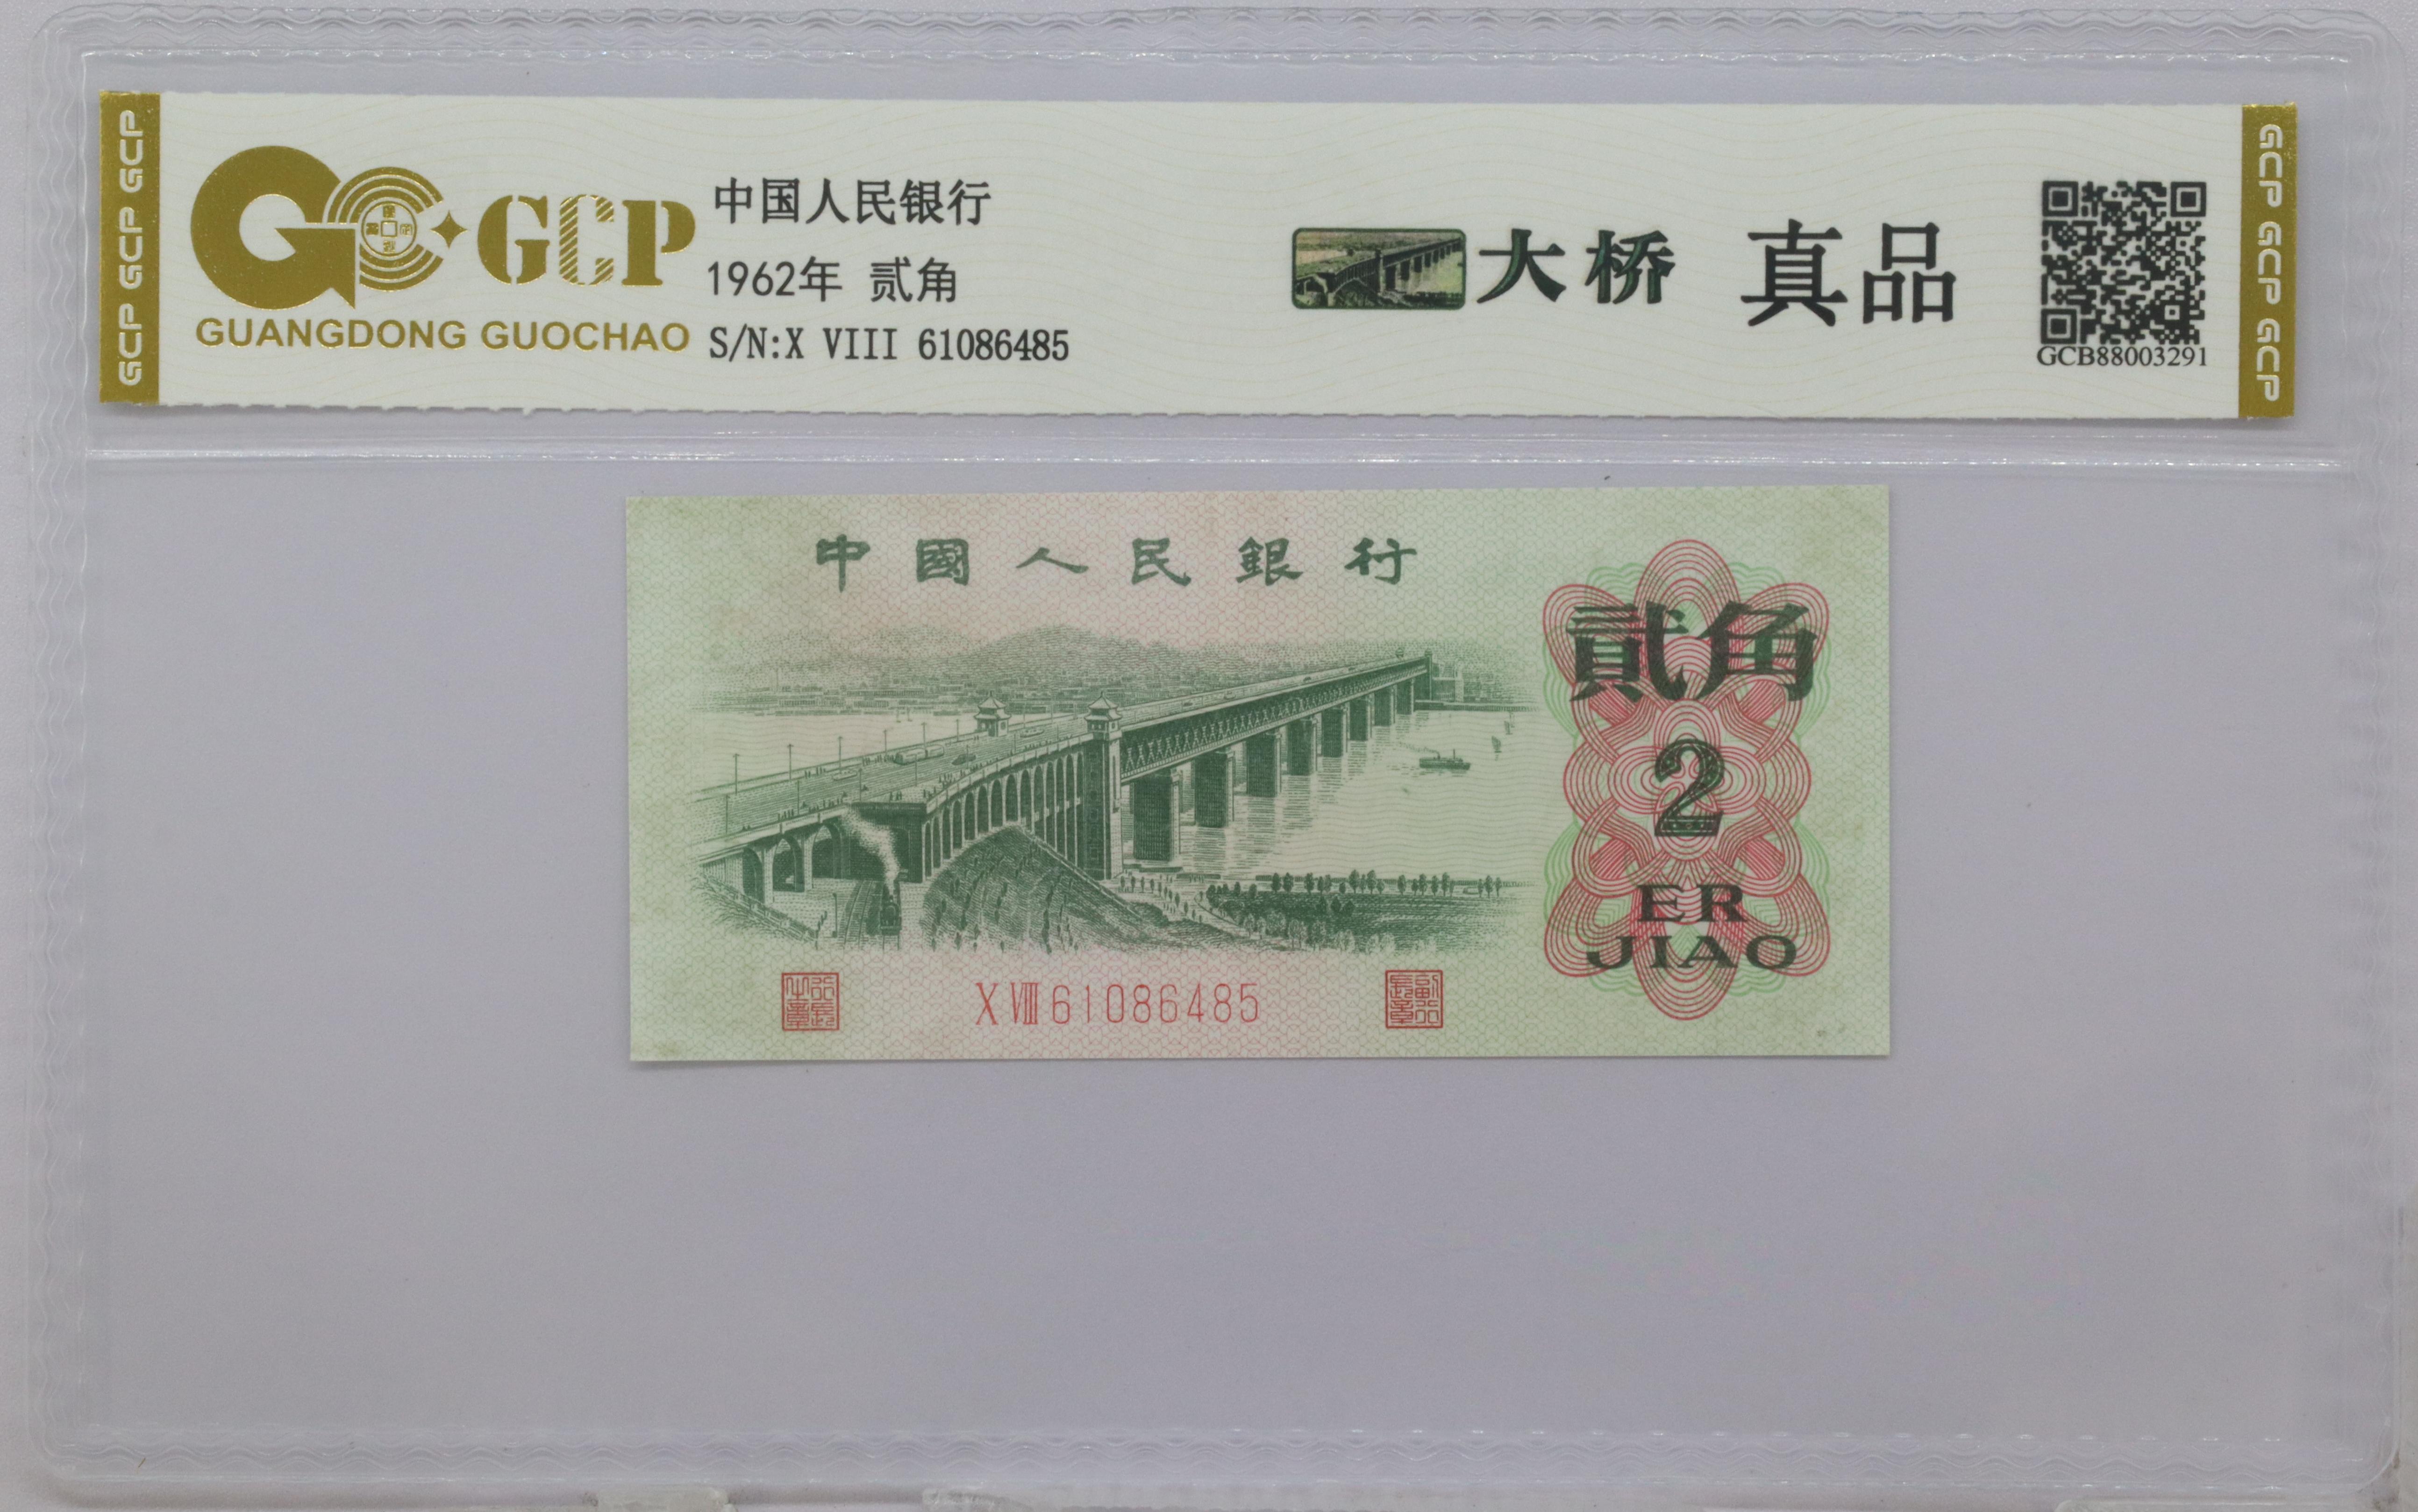 GCP GCP GCP
GCP
GUANGDONG GUOCHAO
中国人民银行
1962年 贰角
S/N:X VIII 61086485
大桥 真品
GCB88003291
GCP GCP GCP
中國人民銀行
貳角
2
ER
JIAO
X VIII 61086485